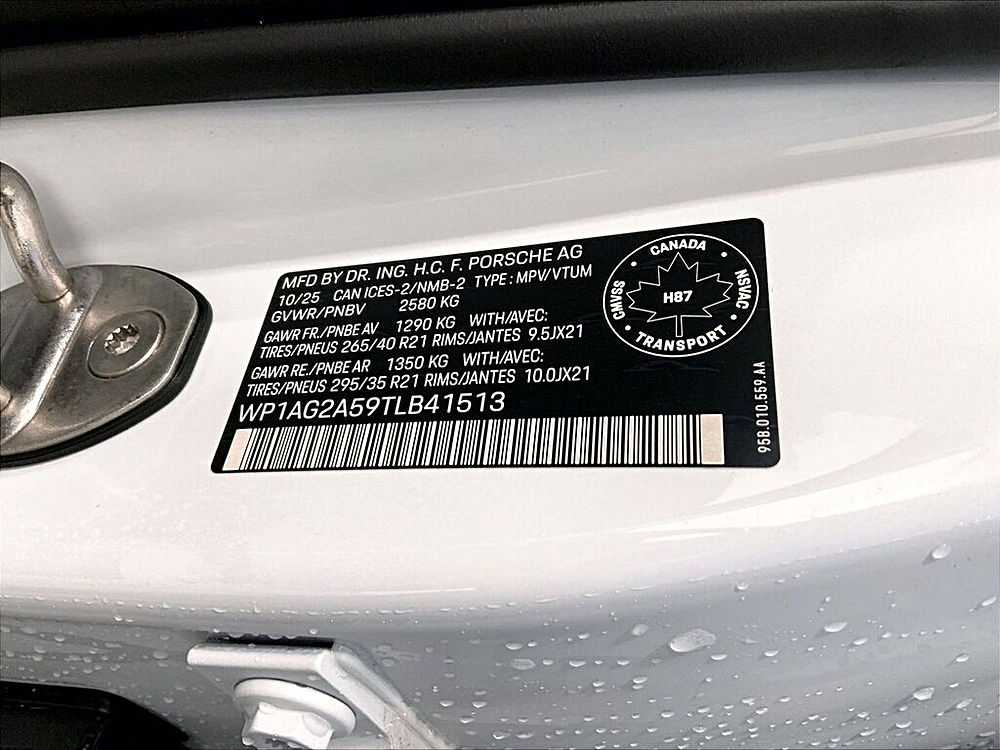 MFD BY DR. ING. H.C. F. PORSCHE AG
10/25 CAN ICES-2/NMB-2 TYPE : MPV/VTUM
GVWR/PNBV 2580 KG
GAWR FR./PNBE AV 1290 KG WITH/AVEC:
TIRES/PNEUS 265/40 R21 RIMS/JANTES 9.5JX21
GAWR RE./PNBE AR 1350 KG WITH/AVEC:
TIRES/PNEUS 295/35 R21 RIMS/JANTES 10.0JX21
WP1AG2A59TLB41513
CANADA
CMVSS
H87
NSVAC
TRANSPORT
95B.010.559.AA